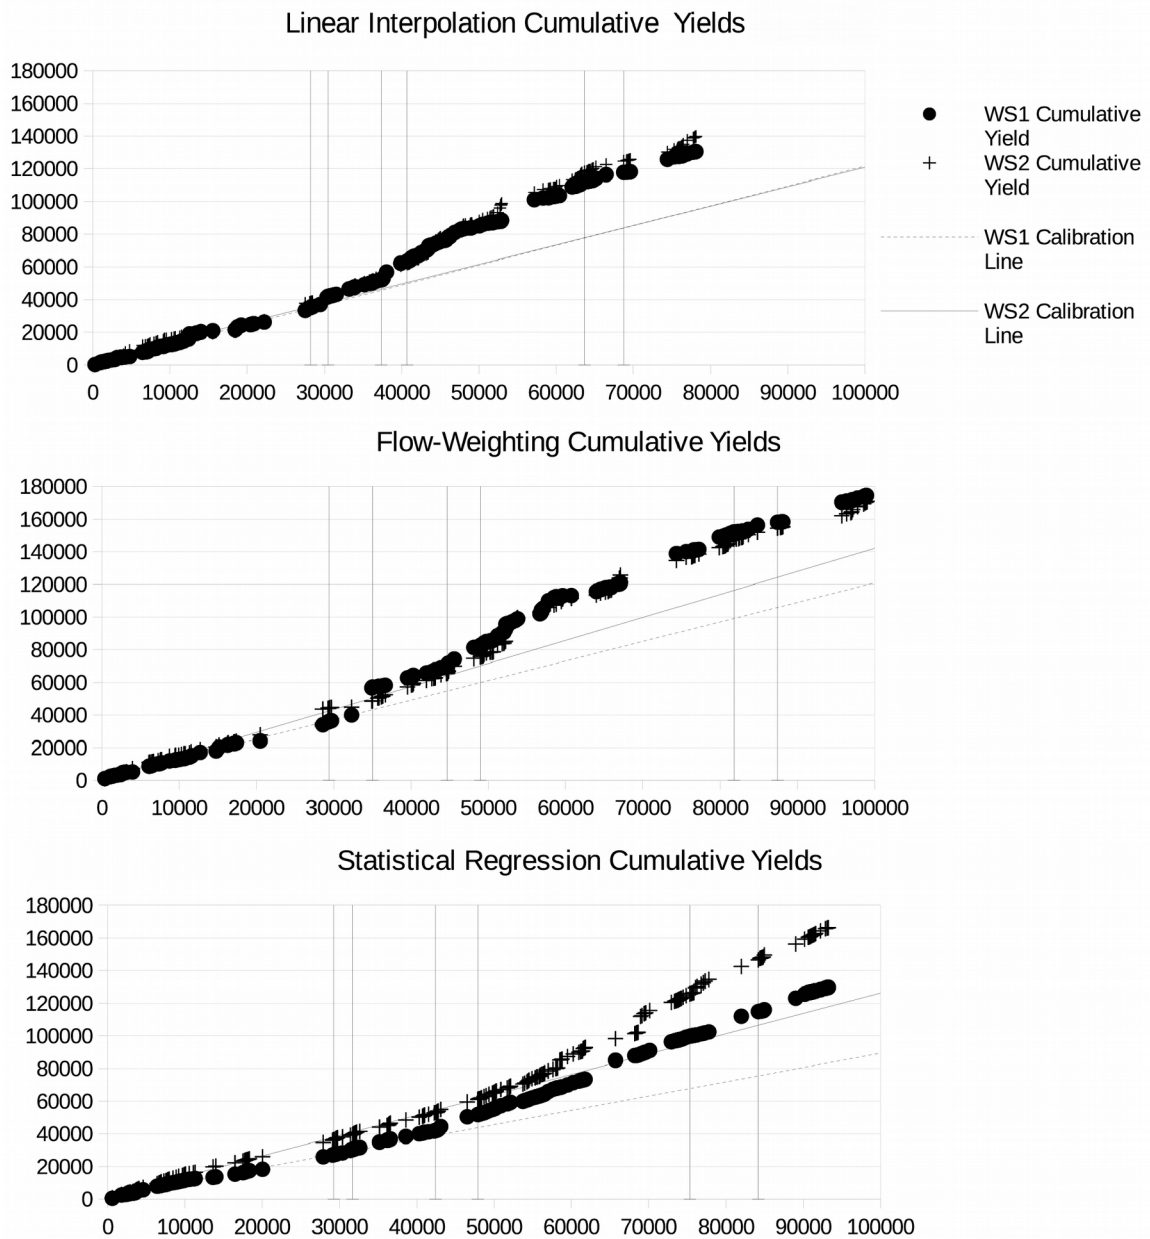 Linear Interpolation Cumulative Yields
180000
160000
140000
120000
100000
80000
60000
40000
20000
0
0 10000 20000 30000 40000 50000 60000 70000 80000 90000 100000
WS1 Cumulative
Yield
WS2 Cumulative
Yield
WS1 Calibration
Line
WS2 Calibration
Line
Flow-Weighting Cumulative Yields
180000
160000
140000
120000
100000
80000
60000
40000
20000
0
0 10000 20000 30000 40000 50000 60000 70000 80000 90000 100000
Statistical Regression Cumulative Yields
180000
160000
140000
120000
100000
80000
60000
40000
20000
0
0 10000 20000 30000 40000 50000 60000 70000 80000 90000 100000